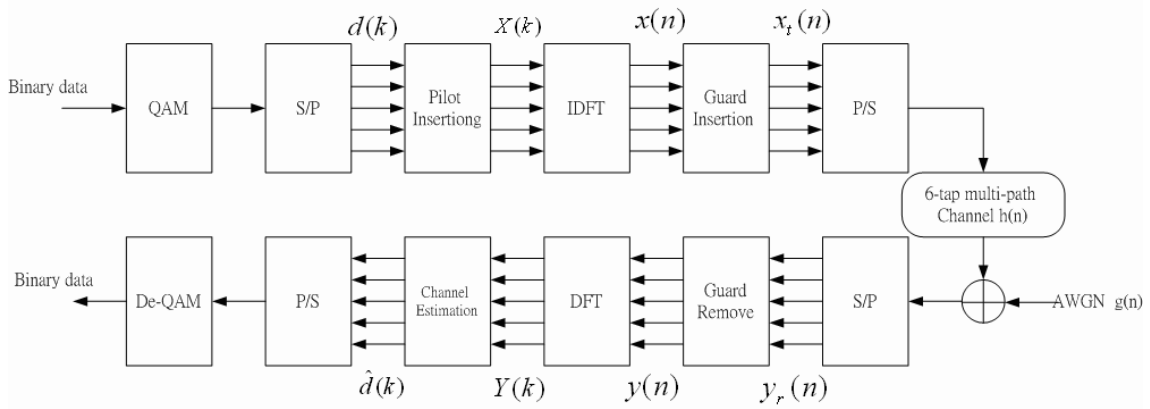 d(k)
X(k)
x(n)
x_t(n)
Binary data
QAM
S/P
Pilot
Insertiong
IDFT
Guard
Insertion
P/S
6-tap multi-path
Channel h(n)
Binary data
De-QAM
P/S
Channel
Estimation
DFT
Guard
Remove
S/P
AWGN g(n)
d̂(k)
Y(k)
y(n)
y_r(n)